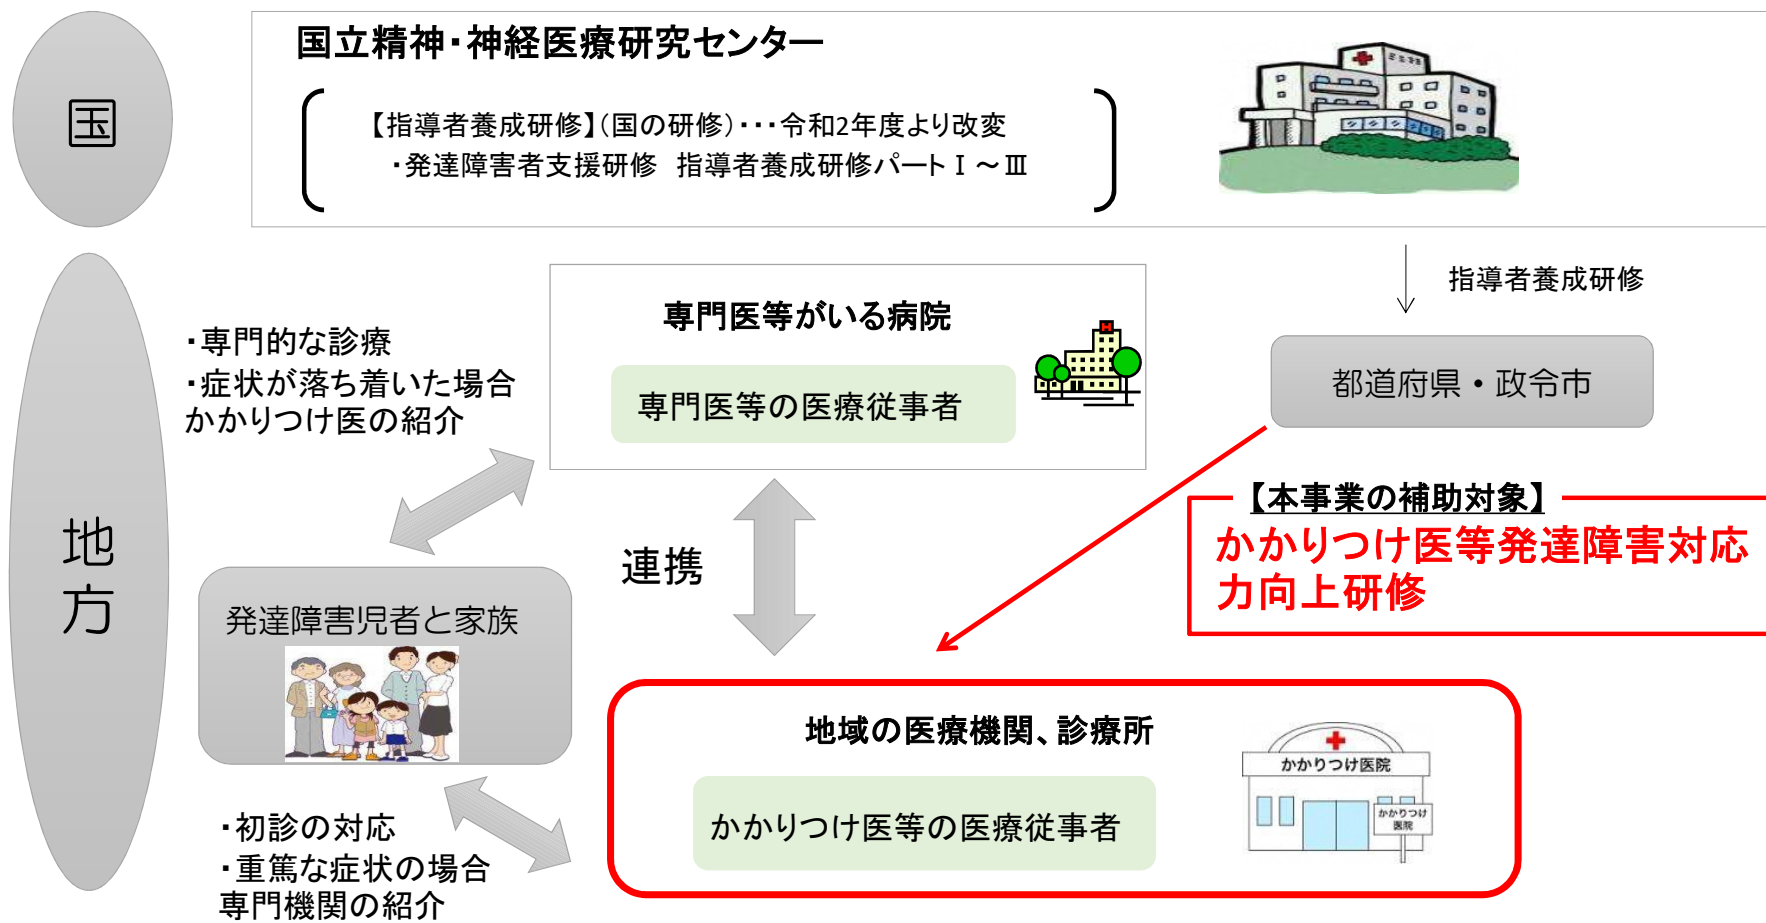 国
国立精神・神経医療研究センター
【指導者養成研修】(国の研修)・・・令和2年度より改変
・発達障害者支援研修　指導者養成研修パートⅠ～Ⅲ
指導者養成研修
都道府県・政令市
地方
専門医等がいる病院
専門医等の医療従事者
H
・専門的な診療
・症状が落ち着いた場合
かかりつけ医の紹介
連携
【本事業の補助対象】
かかりつけ医等発達障害対応
力向上研修
発達障害児者と家族
地域の医療機関、診療所
かかりつけ医等の医療従事者
かかりつけ医院
かかりつけ
医院
・初診の対応
・重篤な症状の場合
専門機関の紹介